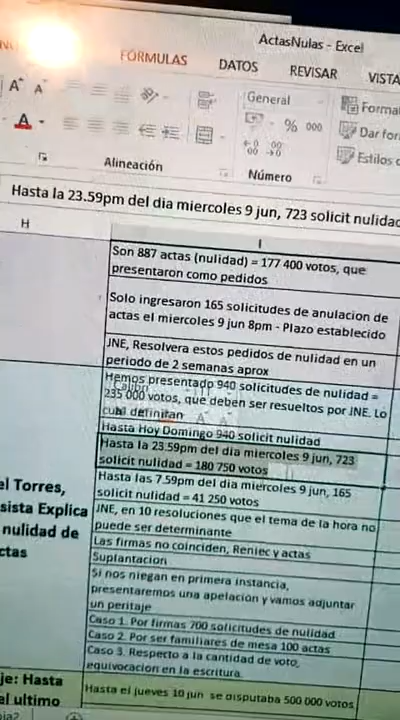 ActasNulas - Excel
FÓRMULAS DATOS REVISAR VISTA
General
% 000
Alineación
Número
Hasta la 23.59pm del dia miercoles 9 jun, 723 solicit nulidad
H I
Son 887 actas (nulidad) = 177 400 votos, que
presentaron como pedidos
Solo ingresaron 165 solicitudes de anulacion de
actas el miercoles 9 jun 8pm - Plazo establecido
JNE, Resolvera estos pedidos de nulidad en un
periodo de 2 semanas aprox
Hemos presentado 940 solicitudes de nulidad =
235 000 votos, que deben ser resueltos por JNE. Lo
cual definiran
Hasta Hoy Domingo 940 solicit nulidad
Hasta la 23.59pm del dia miercoles 9 jun, 723
solicit nulidad = 180 750 votos
Hasta las 7.59pm del dia miercoles 9 jun, 165
solicit nulidad = 41 250 votos
JNE, en 10 resoluciones que el tema de la hora no
puede ser determinante
Las firmas no coinciden, Reniec y actas
Suplantacion
Si nos niegan en primera instancia,
presentaremos una apelación y vamos adjuntar
un peritaje
Caso 1. Por firmas 700 solicitudes de nulidad
Caso 2. Por ser familiares de mesa 100 actas
Caso 3. Respecto a la cantidad de voto,
equivocacion en la escritura.
Hasta el jueves 10 jun se disputaba 500 000 votos
el Torres,
sista Explica
nulidad de
ctas
je: Hasta
el ultimo